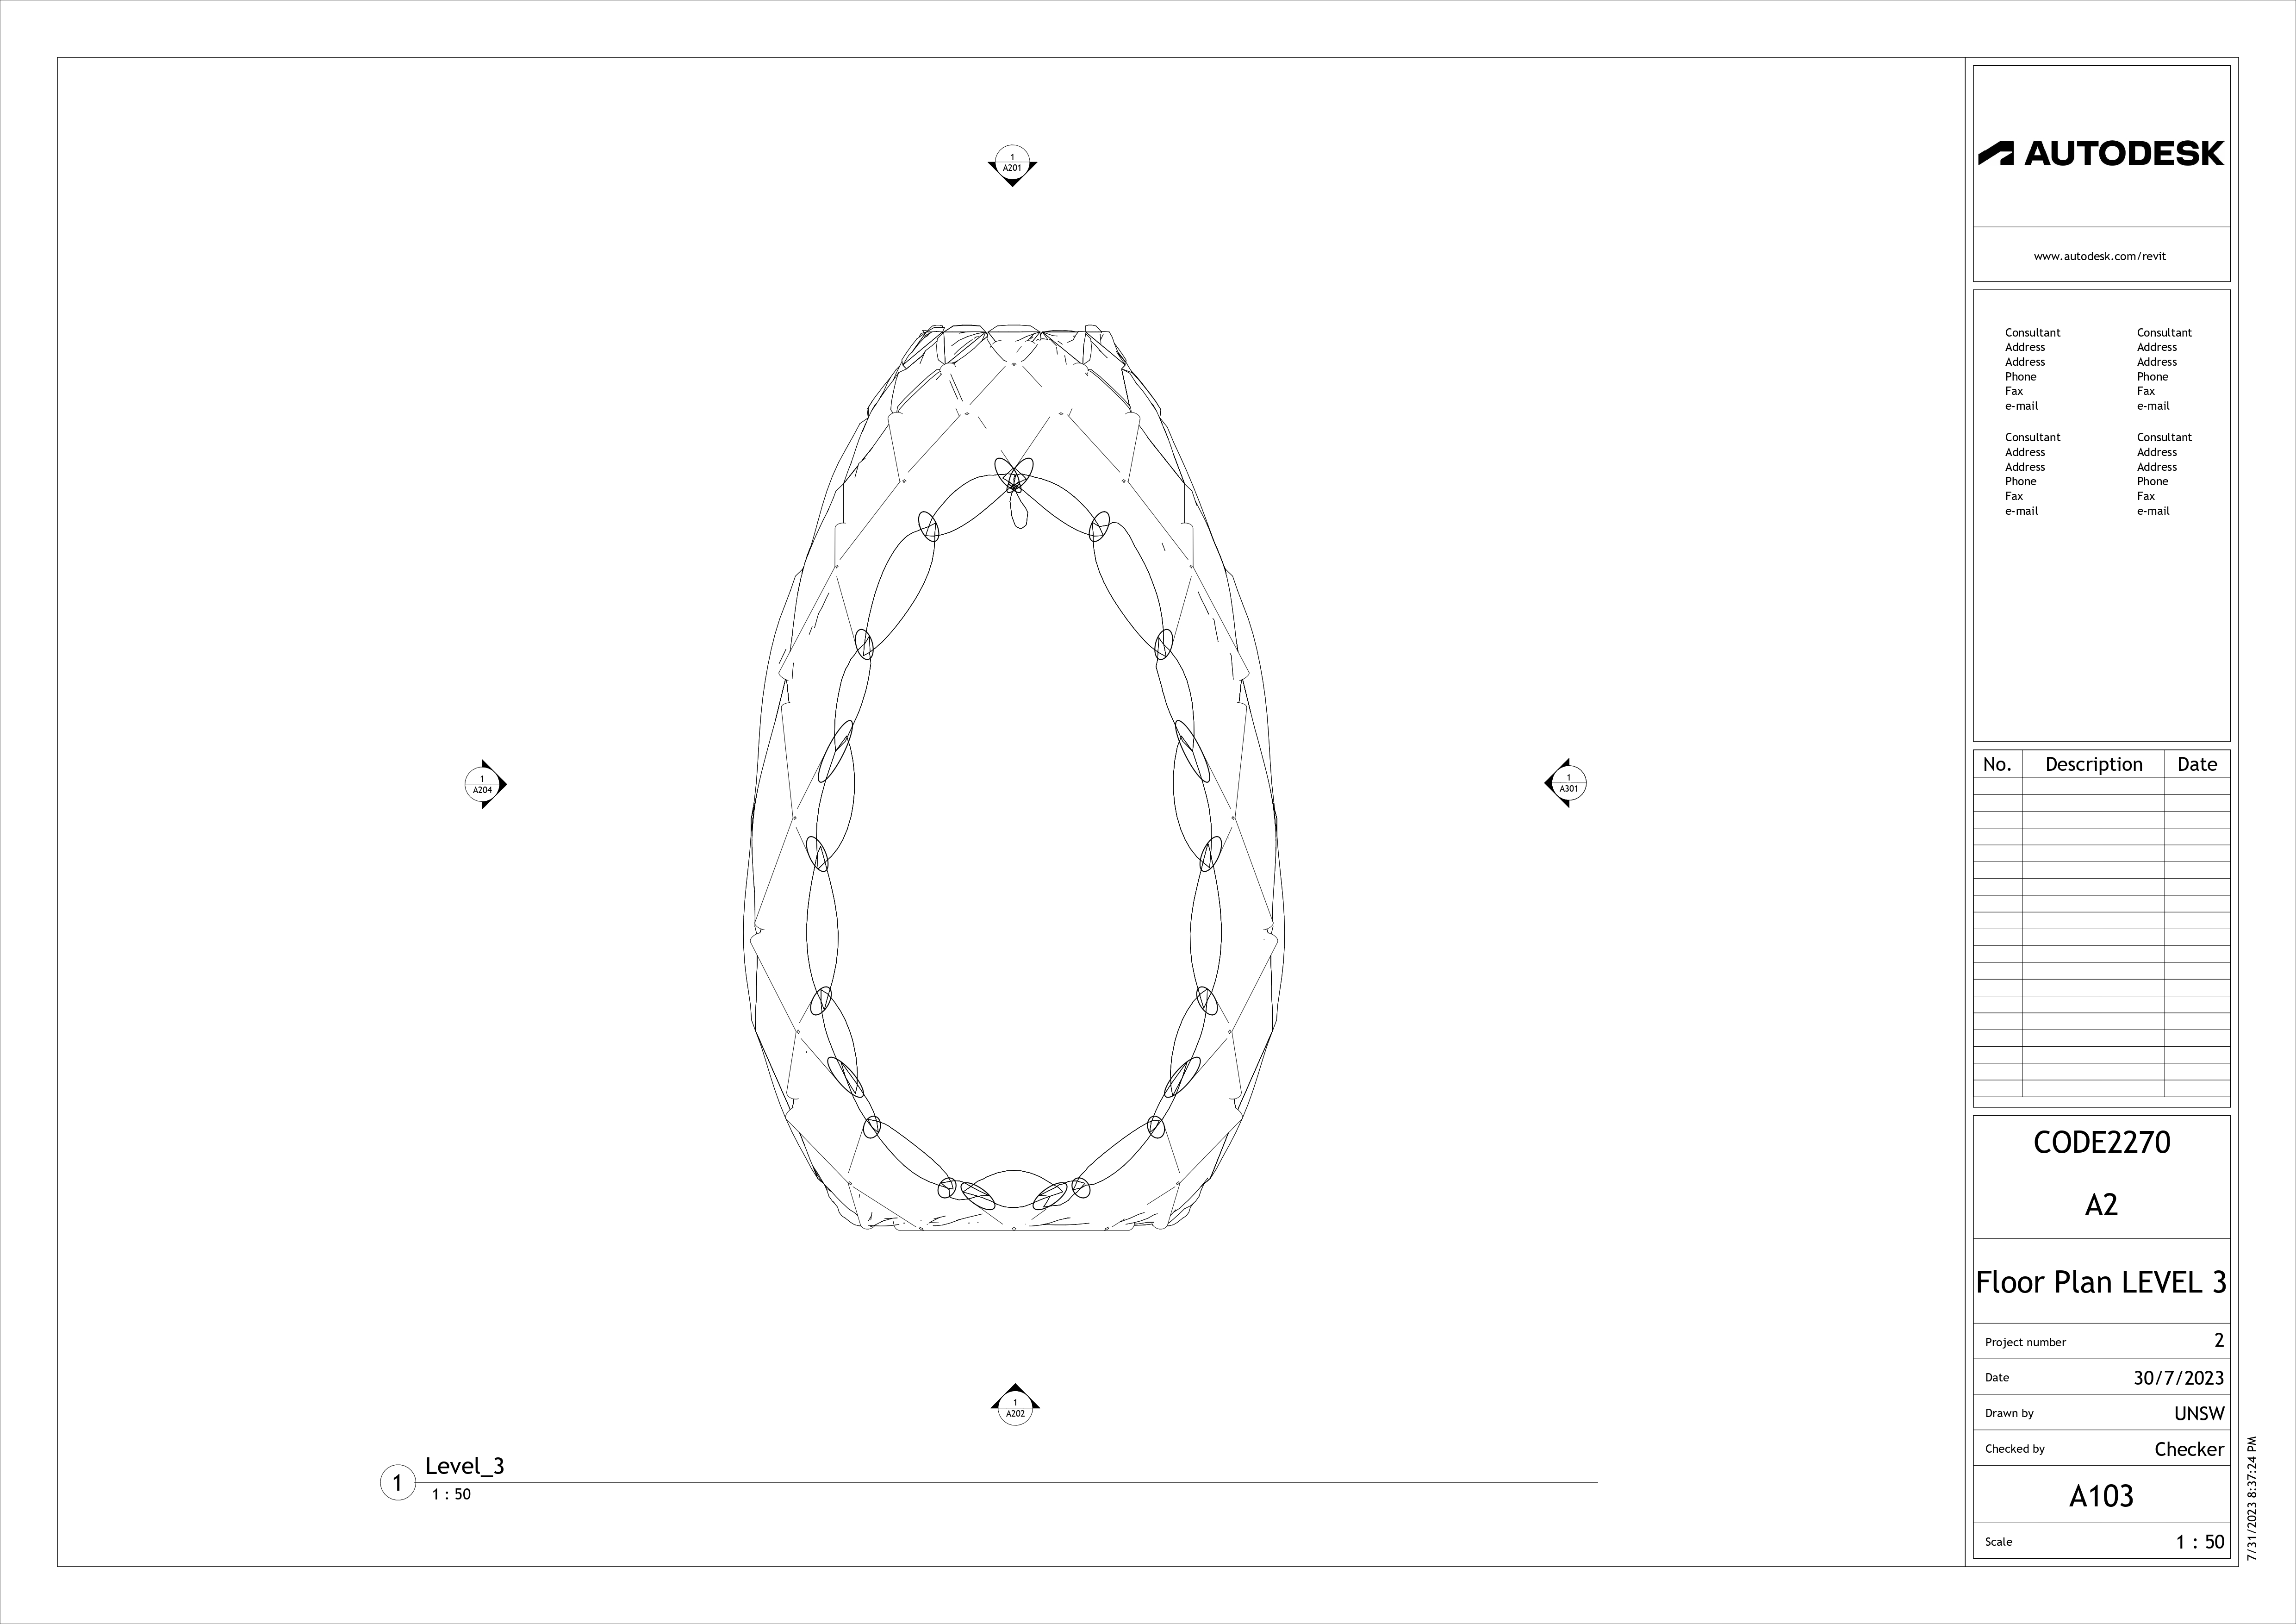 1
A201
1
A204
1
A301
1
A202
1
Level_3
1 : 50
AUTODESK
www.autodesk.com/revit
Consultant
Address
Address
Phone
Fax
e-mail
Consultant
Address
Address
Phone
Fax
e-mail
Consultant
Address
Address
Phone
Fax
e-mail
Consultant
Address
Address
Phone
Fax
e-mail
No. Description Date
CODE2270
A2
Floor Plan LEVEL 3
Project number 2
Date 30/7/2023
Drawn by UNSW
Checked by Checker
A103
Scale 1 : 50
7/31/2023 8:37:24 PM